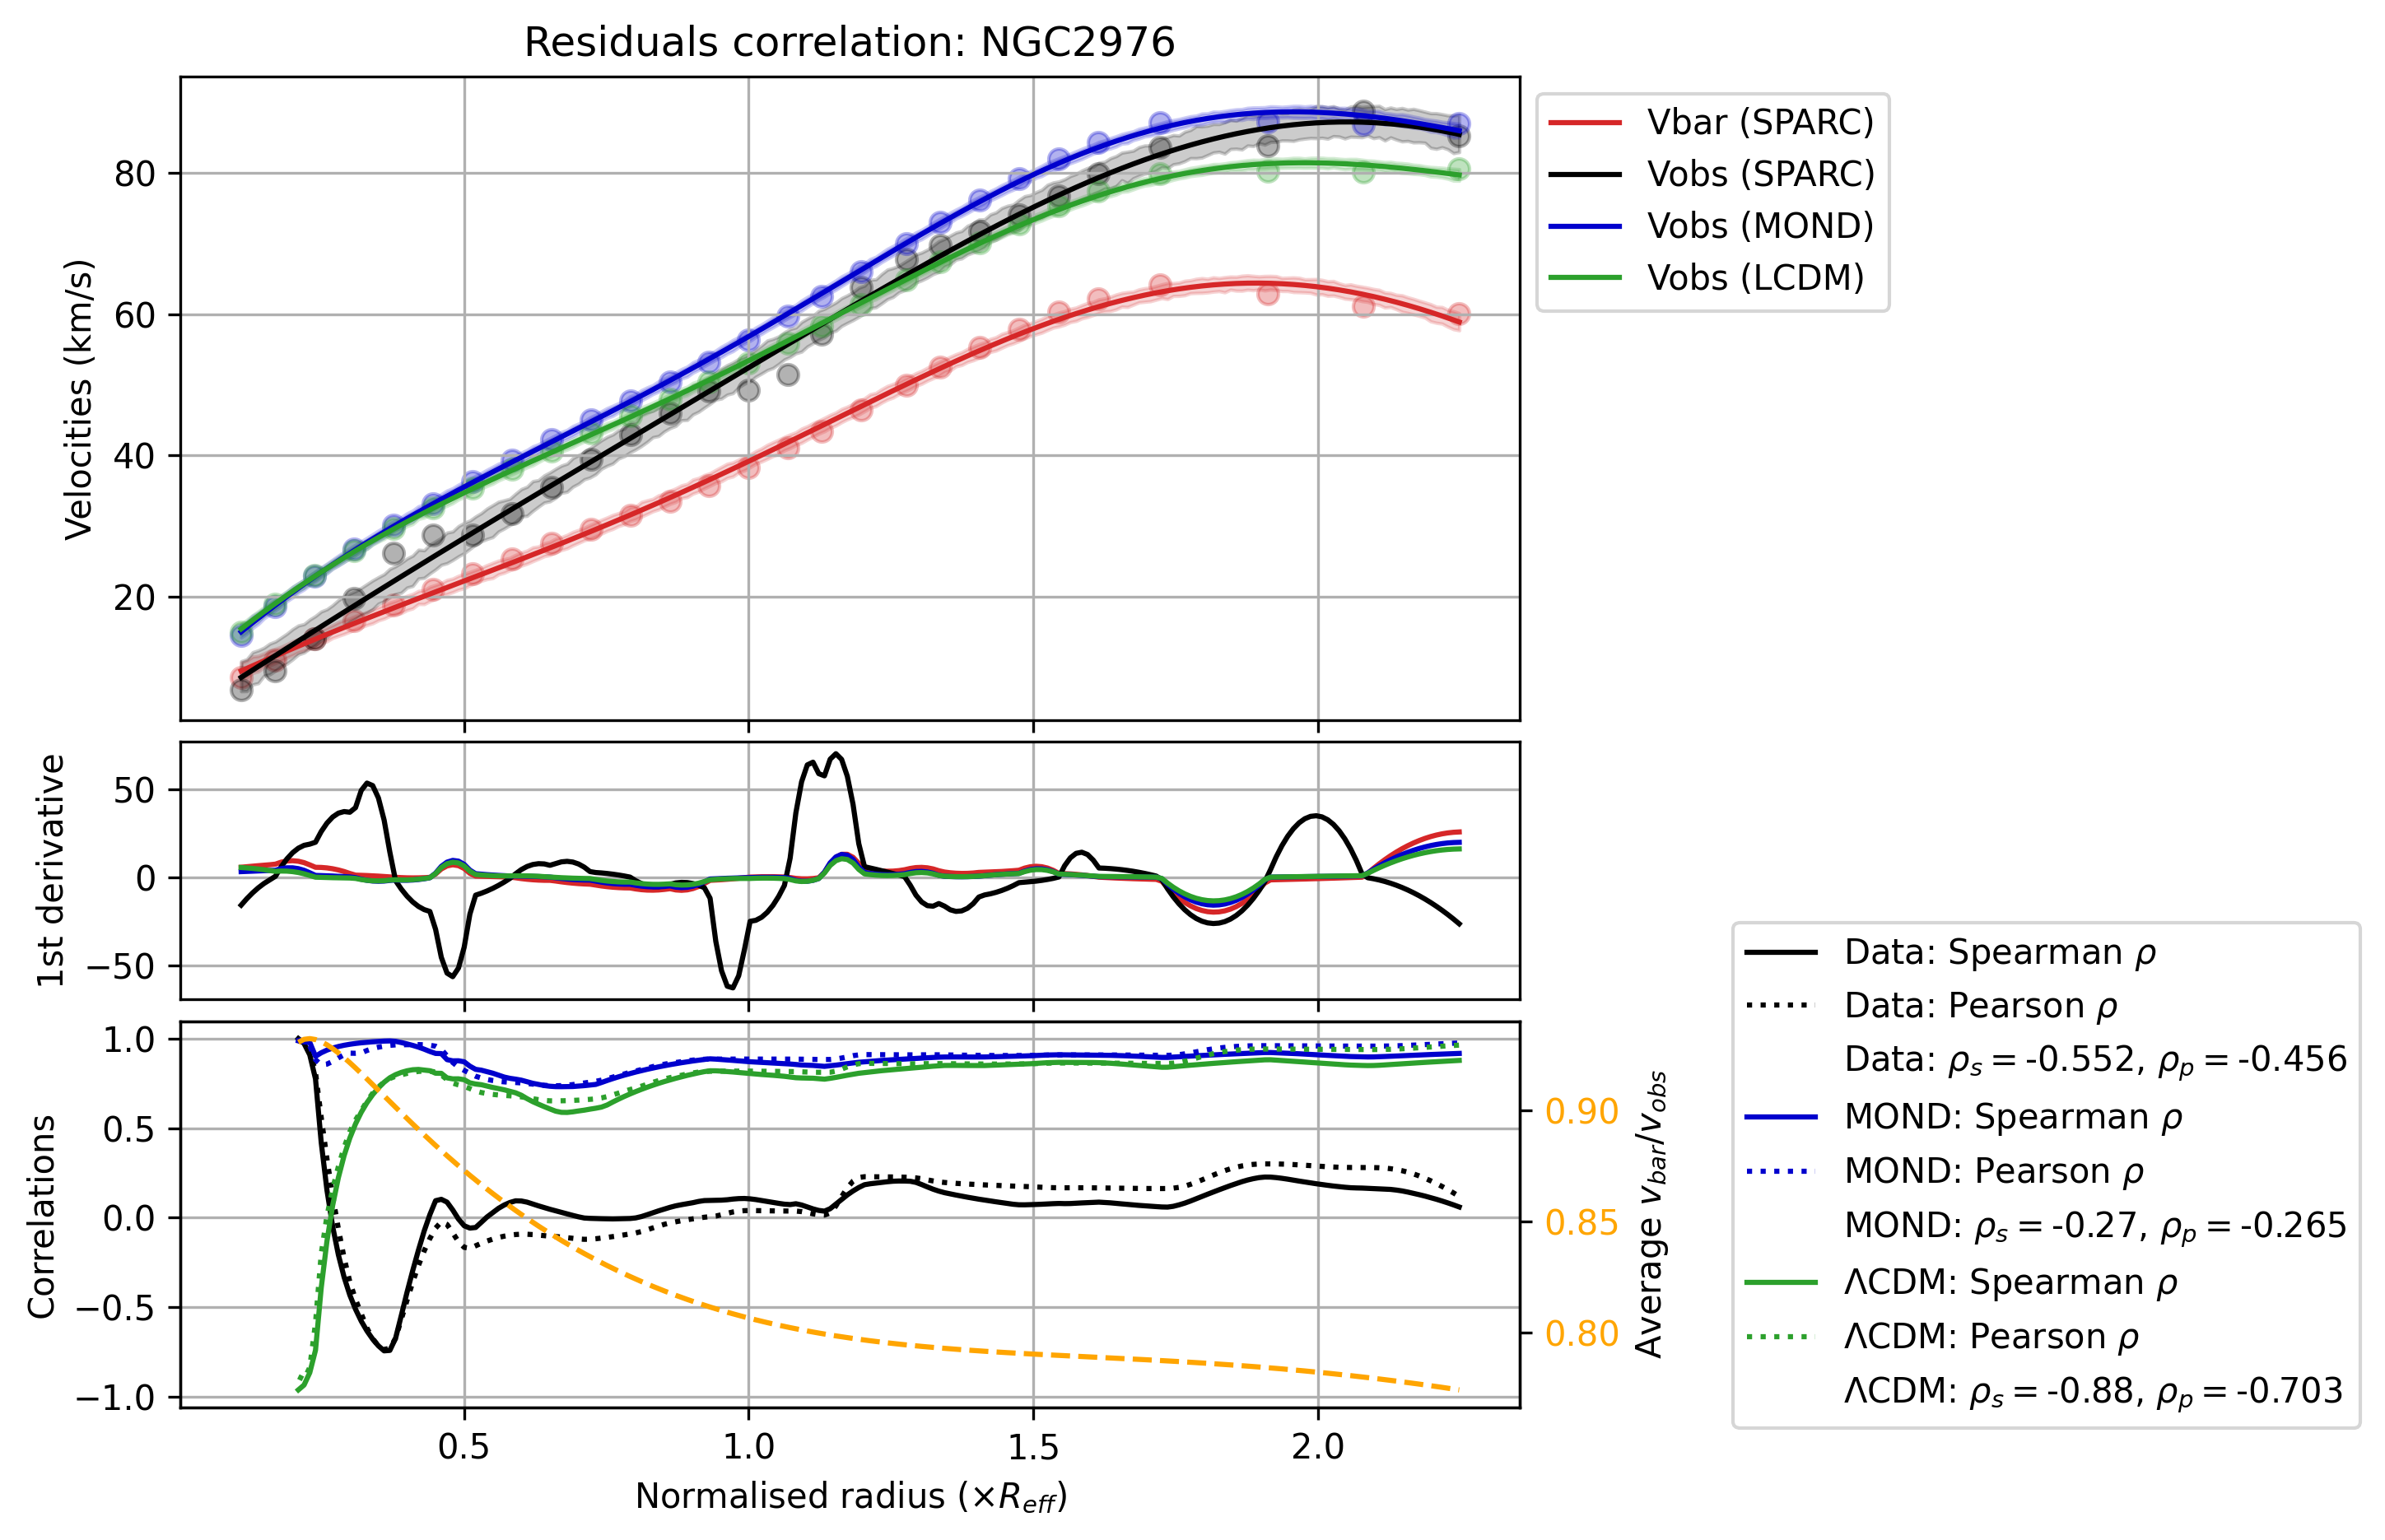 Residuals correlation: NGC2976
Velocities (km/s)
80
60
40
20
Vbar (SPARC)
Vobs (SPARC)
Vobs (MOND)
Vobs (LCDM)
1st derivative
50
0
−50
Correlations
1.0
0.5
0.0
−0.5
−1.0
0.90
0.85
0.80
Average v_bar/v_obs
0.5
1.0
1.5
2.0
Normalised radius (×R_eff)
Data: Spearman ρ
Data: Pearson ρ
Data: ρ_s = -0.552, ρ_p = -0.456
MOND: Spearman ρ
MOND: Pearson ρ
MOND: ρ_s = -0.27, ρ_p = -0.265
ΛCDM: Spearman ρ
ΛCDM: Pearson ρ
ΛCDM: ρ_s = -0.88, ρ_p = -0.703